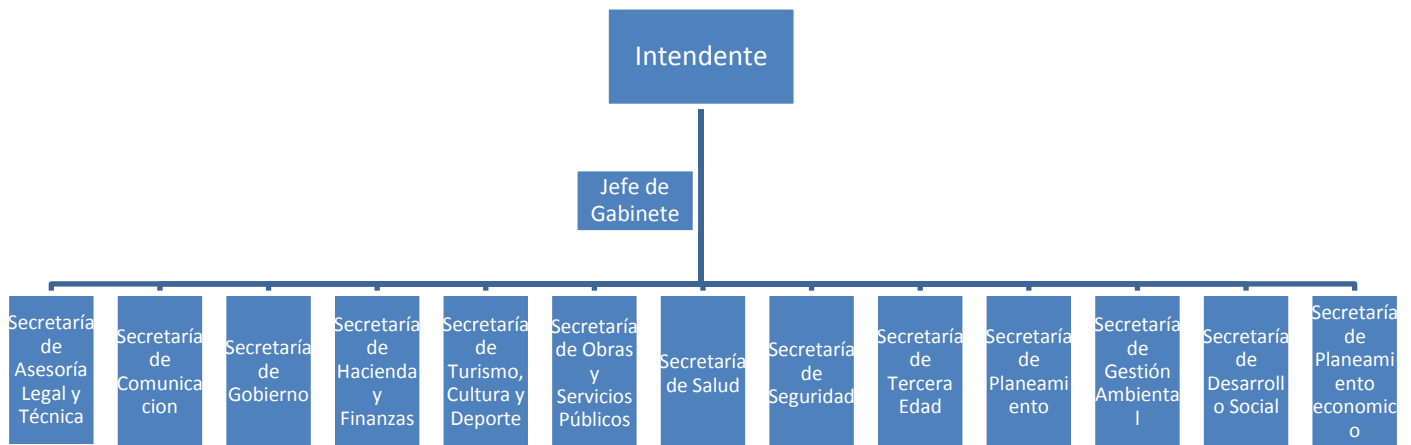 Intendente
Jefe de
Gabinete
Secretaría
de
Asesoría
Legal y
Técnica
Secretaría
de
Comunica
cion
Secretaría
de
Gobierno
Secretaría
de
Hacienda
y
Finanzas
Secretaría
de
Turismo,
Cultura y
Deporte
Secretaría
de Obras
y
Servicios
Públicos
Secretaría
de Salud
Secretaría
de
Seguridad
Secretaría
de
Tercera
Edad
Secretaría
de
Planeami
ento
Secretaría
de
Gestión
Ambienta
l
Secretaría
de
Desarroll
o Social
Secretaría
de
Planeami
ento
economic
o